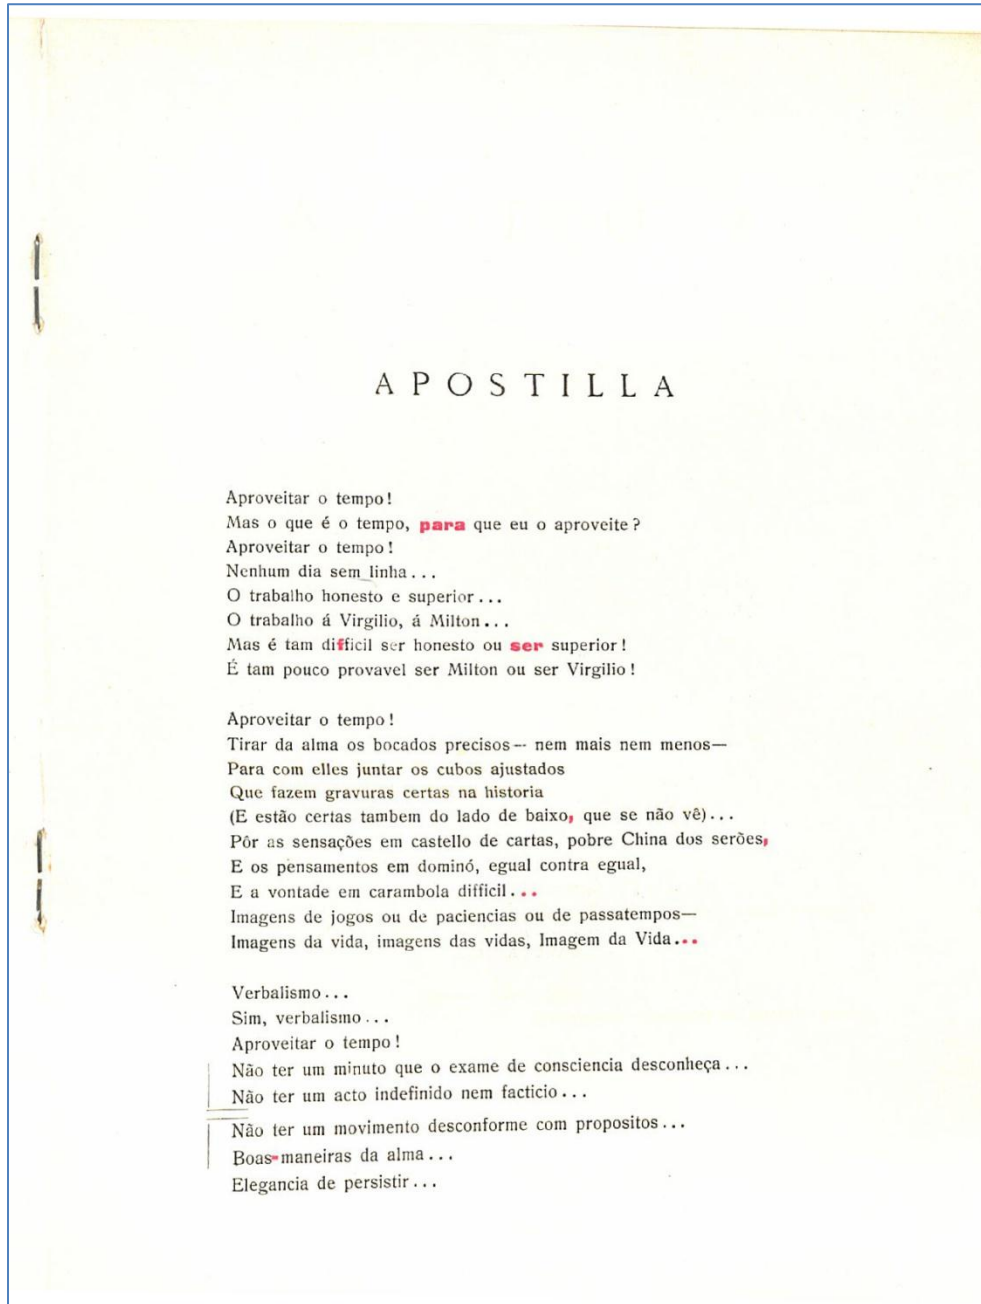 APOSTILLA
Aproveitar o tempo!
Mas o que é o tempo, para que eu o aproveite?
Aproveitar o tempo!
Nenhum dia sem linha...
O trabalho honesto e superior...
O trabalho á Virgilio, á Milton...
Mas é tam difficil ser honesto ou ser superior!
É tam pouco provavel ser Milton ou ser Virgilio!
Aproveitar o tempo!
Tirar da alma os bocados precisos—nem mais nem menos—
Para com elles juntar os cubos ajustados
Que fazem gravuras certas na historia
(E estão certas tambem do lado de baixo, que se não vê)...
Pôr as sensações em castello de cartas, pobre China dos serões,
E os pensamentos em dominó, egual contra egual,
E a vontade em carambola difficil...
Imagens de jogos ou de paciencias ou de passatempos—
Imagens da vida, imagens das vidas, Imagem da Vida...
Verbalismo...
Sim, verbalismo...
Aproveitar o tempo!
Não ter um minuto que o exame de consciencia desconheça...
Não ter um acto indefinido nem facticio...
Não ter um movimento desconforme com propositos...
Boas-maneiras da alma...
Elegancia de persistir...